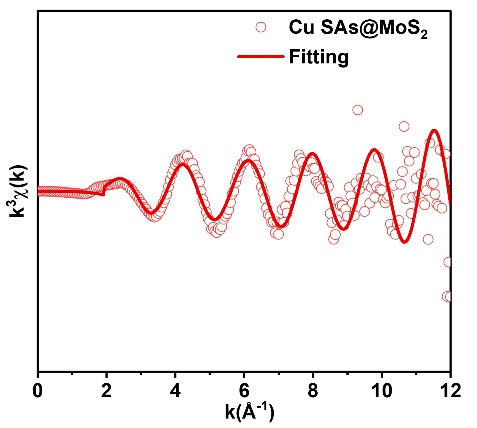 Cu SAs@MoS₂
Fitting
k³χ(k)
0 2 4 6 8 10 12
k(Å⁻¹)